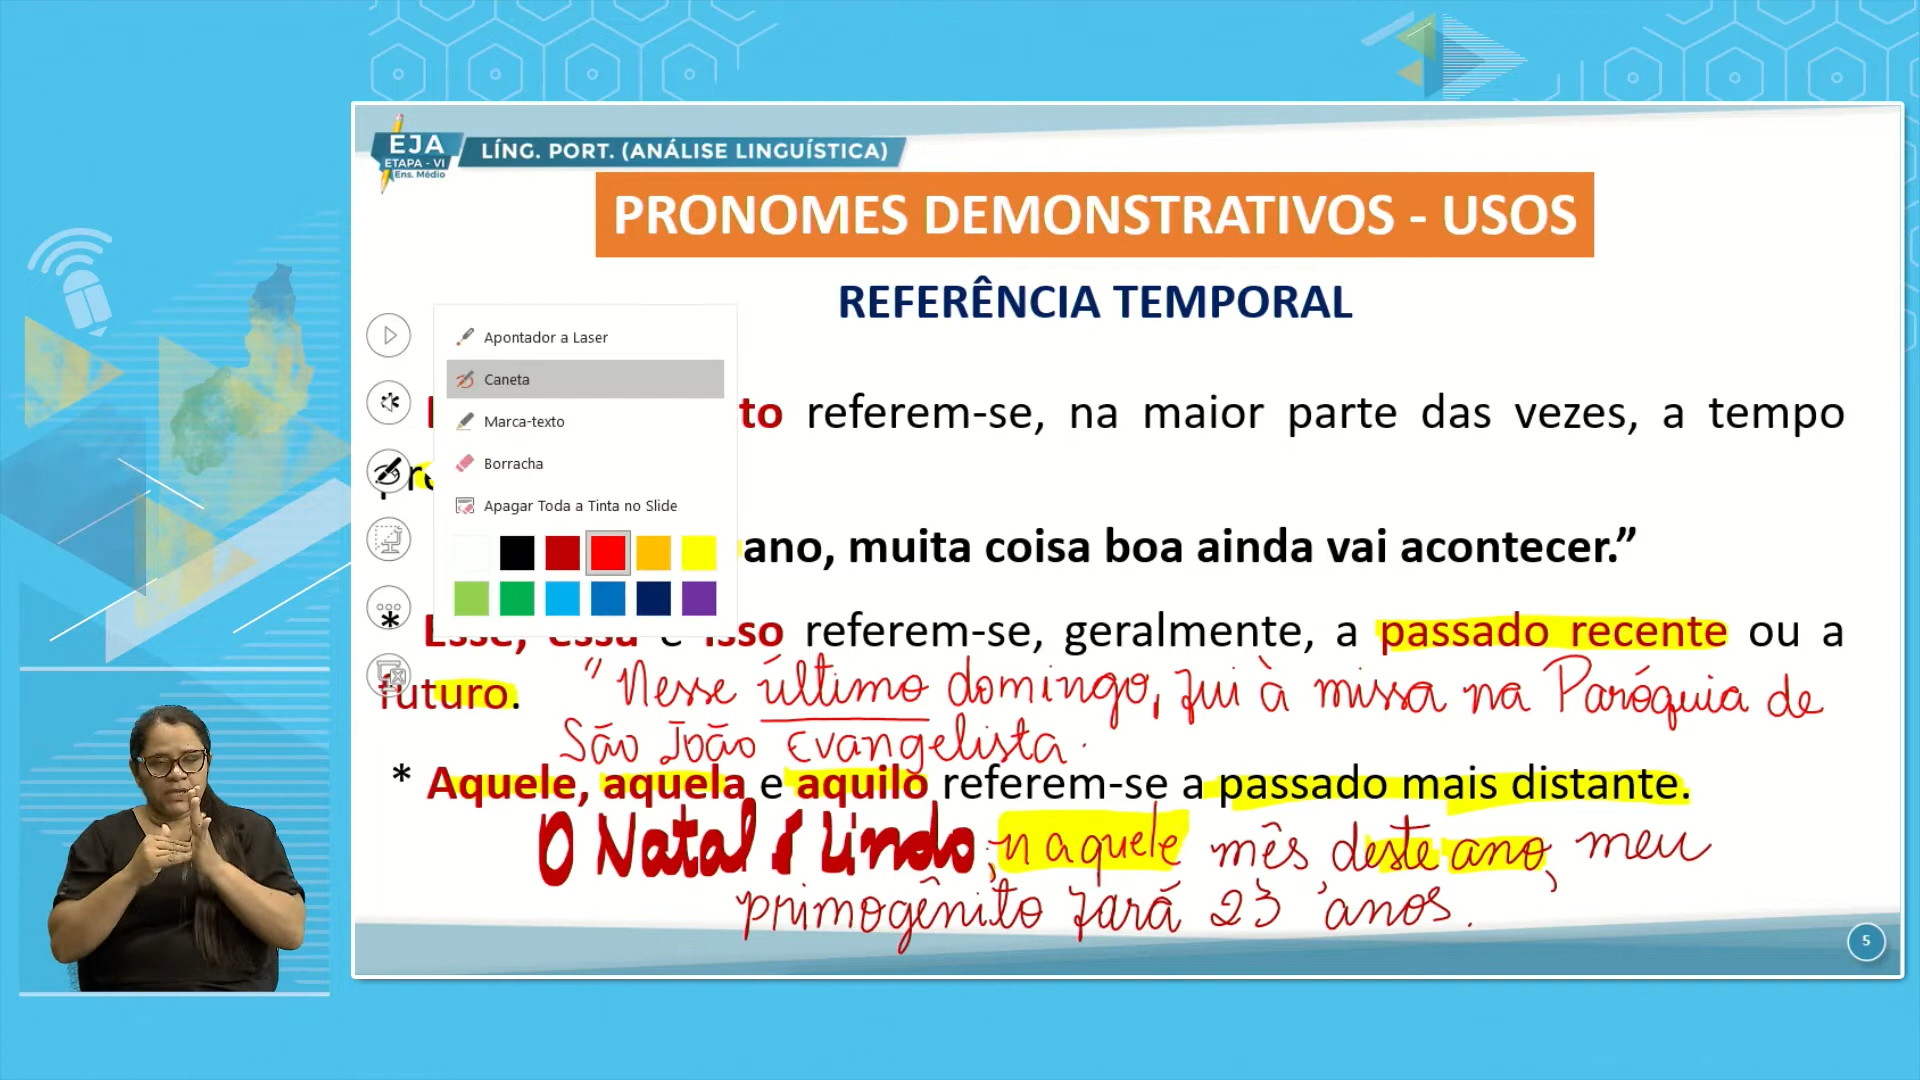 EJA
ETAPA - VI
Ens. Médio
LÍNG. PORT. (ANÁLISE LINGUÍSTICA)
PRONOMES DEMONSTRATIVOS - USOS
REFERÊNCIA TEMPORAL
Apontador a Laser
Caneta
Marca-texto
Borracha
Apagar Toda a Tinta no Slide
to referem-se, na maior parte das vezes, a tempo
ano, muita coisa boa ainda vai acontecer.”
* Esse, essa e isso referem-se, geralmente, a passado recente ou a
futuro. “Nesse último domingo, fui à missa na Paróquia de
São João Evangelista.
* Aquele, aquela e aquilo referem-se a passado mais distante.
O Natal é Lindo, naquele mês deste ano, meu
primogênito fará 23 anos.
5